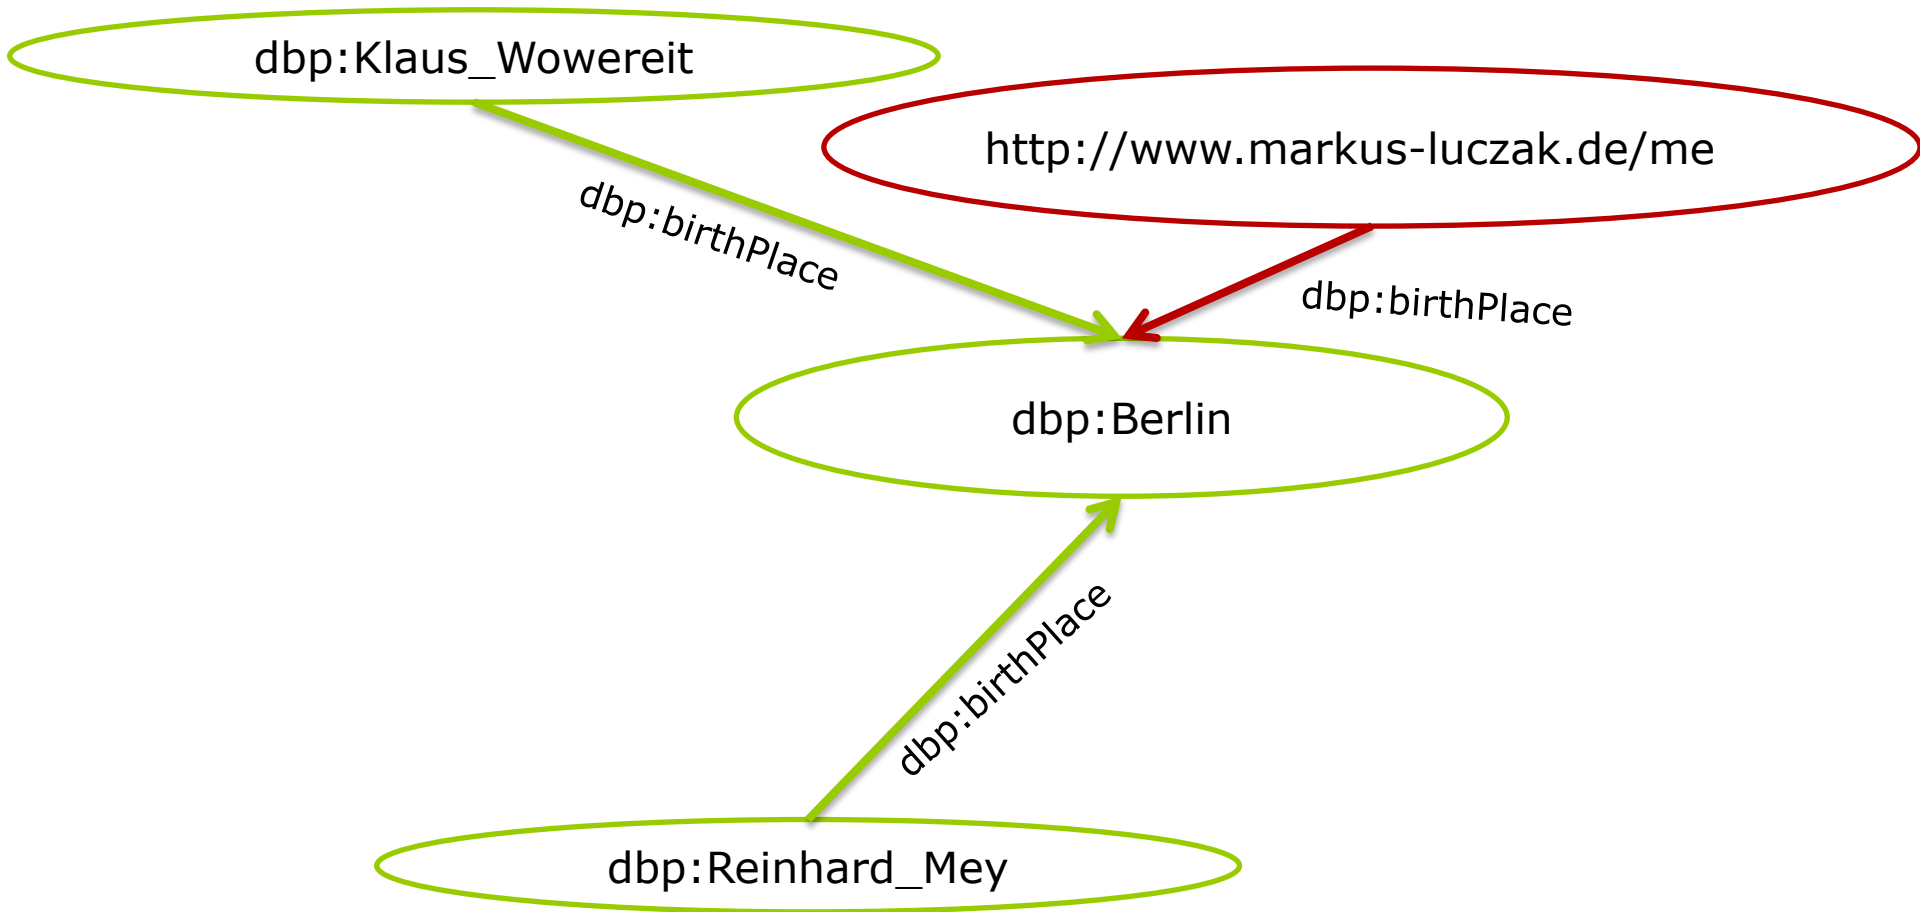 dbp:Klaus_Wowereit
http://www.markus-luczak.de/me
dbp:birthPlace
dbp:birthPlace
dbp:Berlin
dbp:birthPlace
dbp:Reinhard_Mey